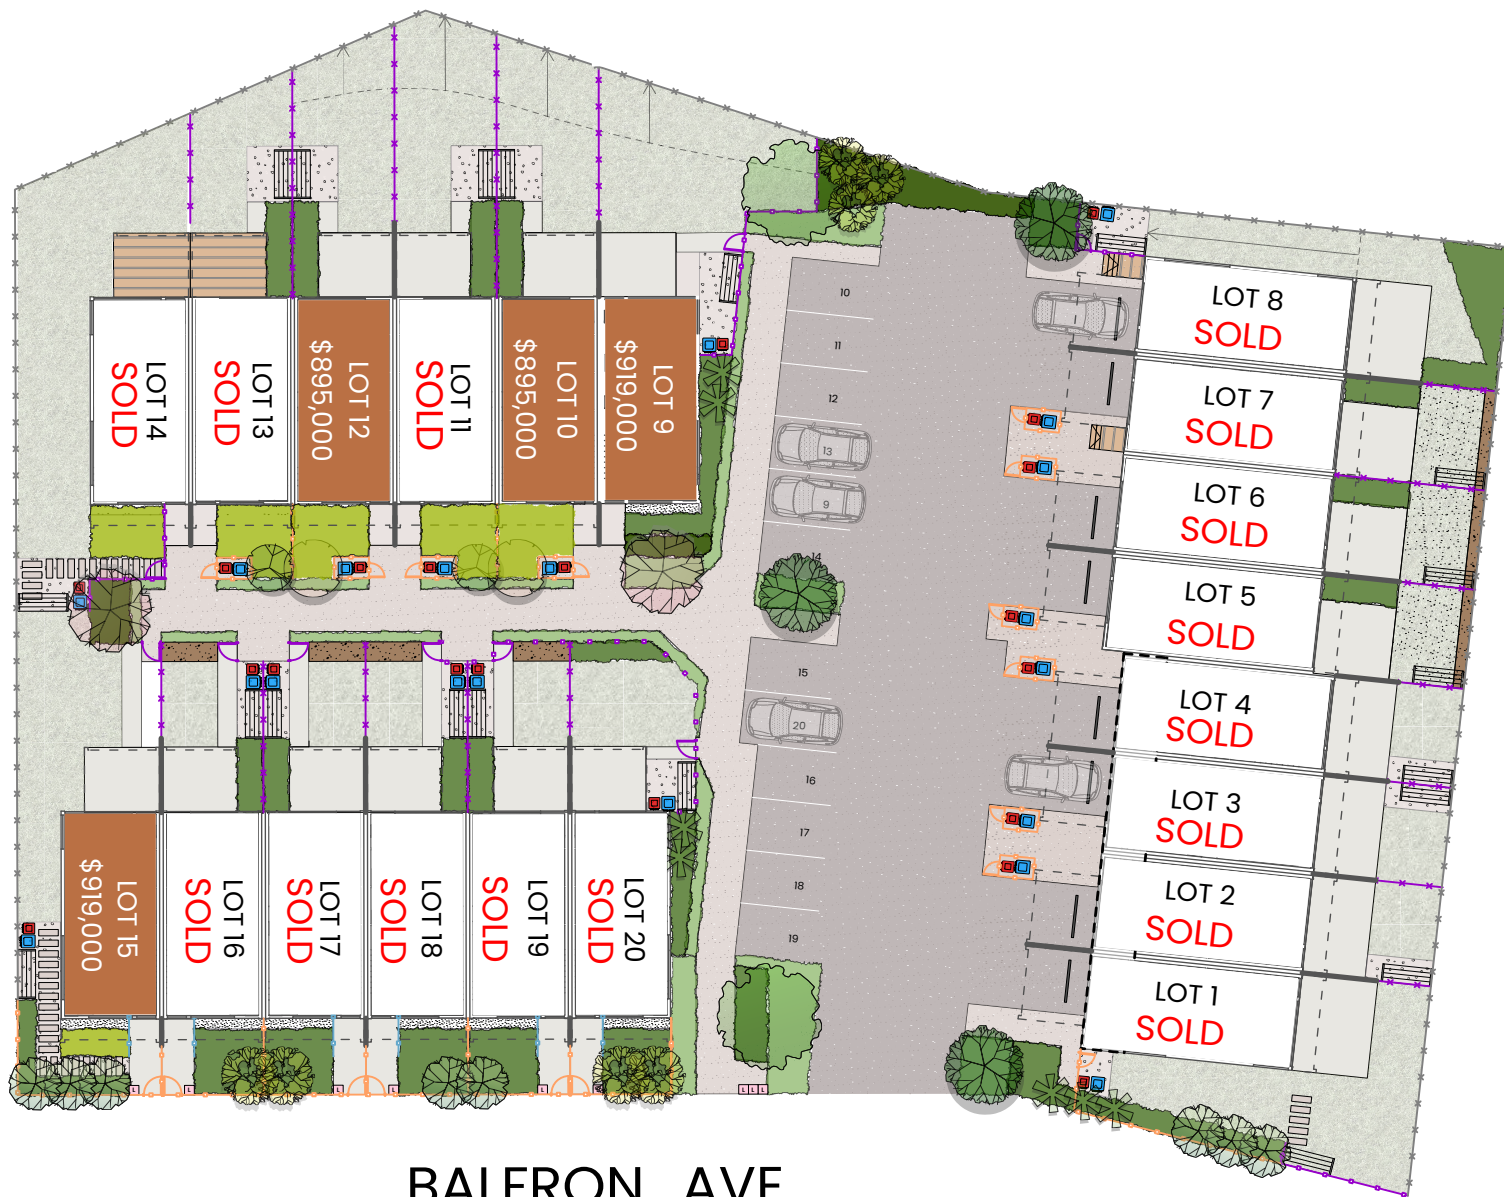 LOT 14
SOLD
LOT 13
SOLD
LOT 12
$895,000
LOT 11
SOLD
LOT 10
$895,000
LOT 9
$919,000
10
11
12
13
9
14
15
20
16
17
18
19
LOT 8
SOLD
LOT 7
SOLD
LOT 6
SOLD
LOT 5
SOLD
LOT 4
SOLD
LOT 3
SOLD
LOT 2
SOLD
LOT 1
SOLD
LOT 15
$919,000
LOT 16
SOLD
LOT 17
SOLD
LOT 18
SOLD
LOT 19
SOLD
LOT 20
SOLD
L
L
L
L
L
L L L
BALFRON AVE